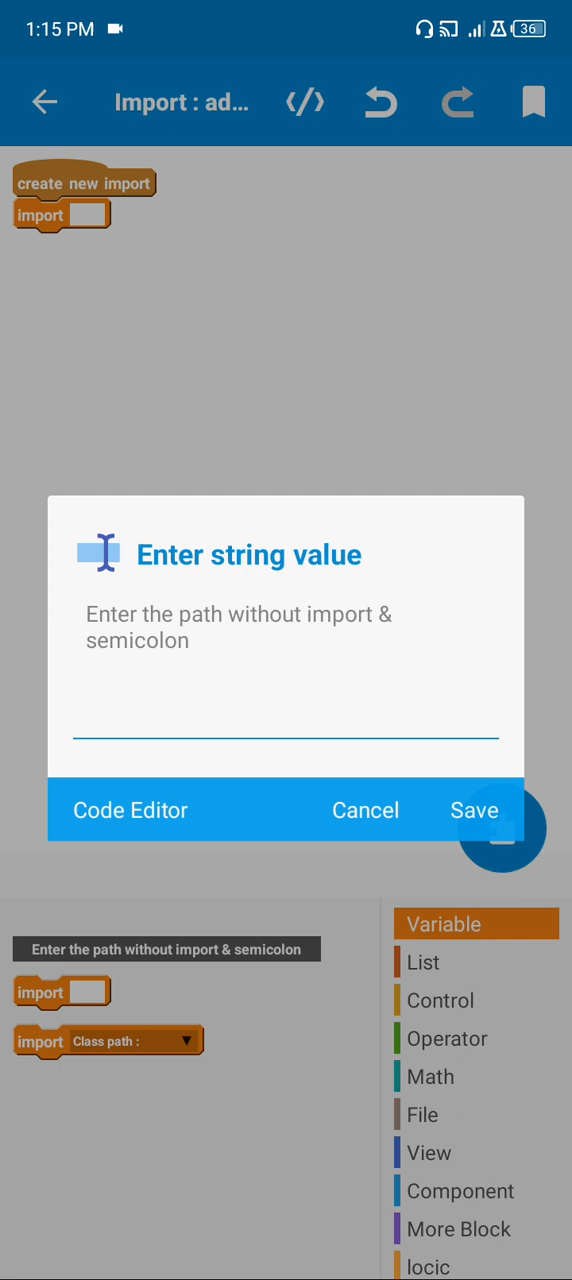 1:15 PM
36
Import : ad...
create new import
import
Enter string value
Enter the path without import &
semicolon
Code Editor
Cancel
Save
Enter the path without import & semicolon
import
import Class path :
Variable
List
Control
Operator
Math
File
View
Component
More Block
locic